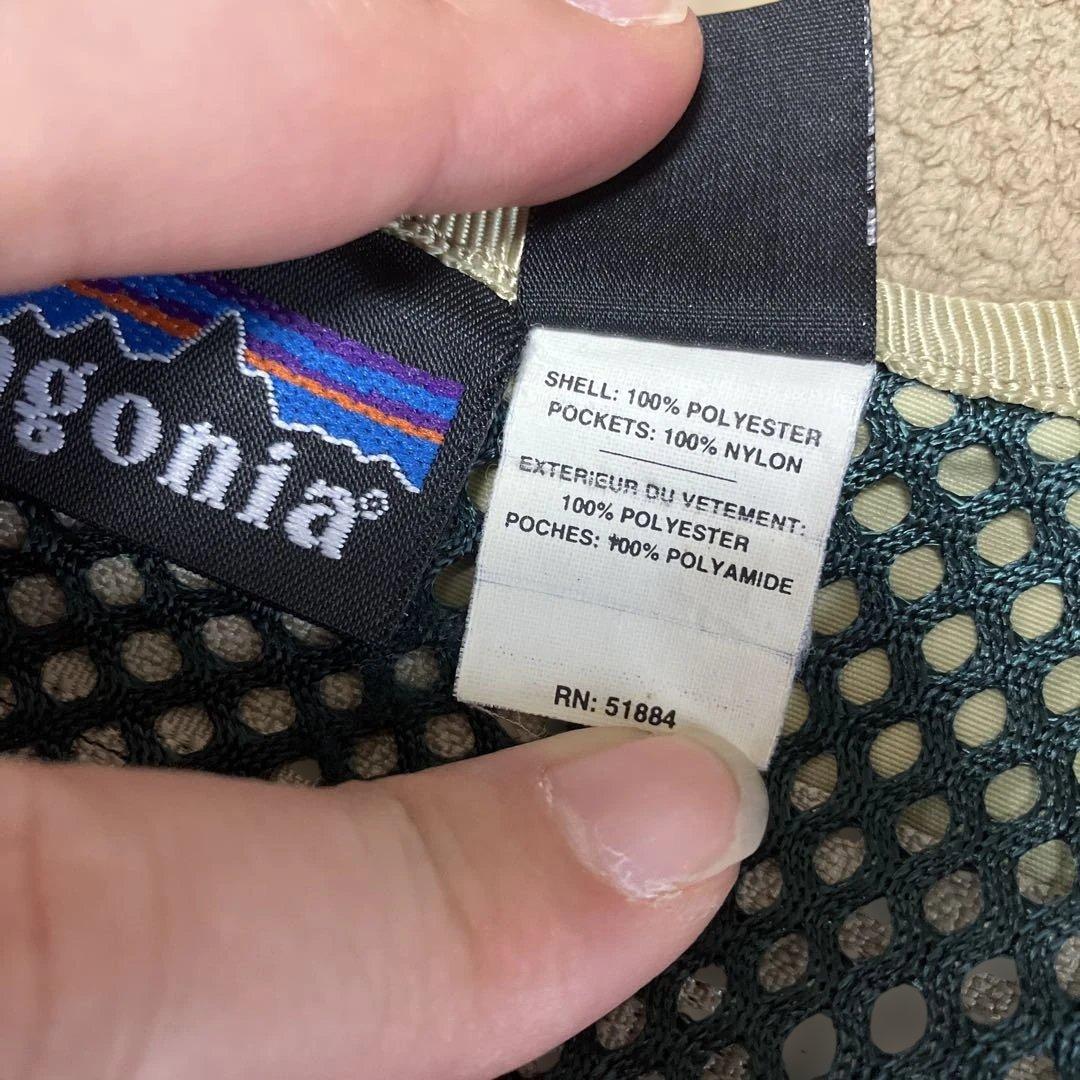 agonia®
SHELL: 100% POLYESTER
POCKETS: 100% NYLON
EXTERIEUR DU VETEMENT:
100% POLYESTER
POCHES: 100% POLYAMIDE
RN: 51884